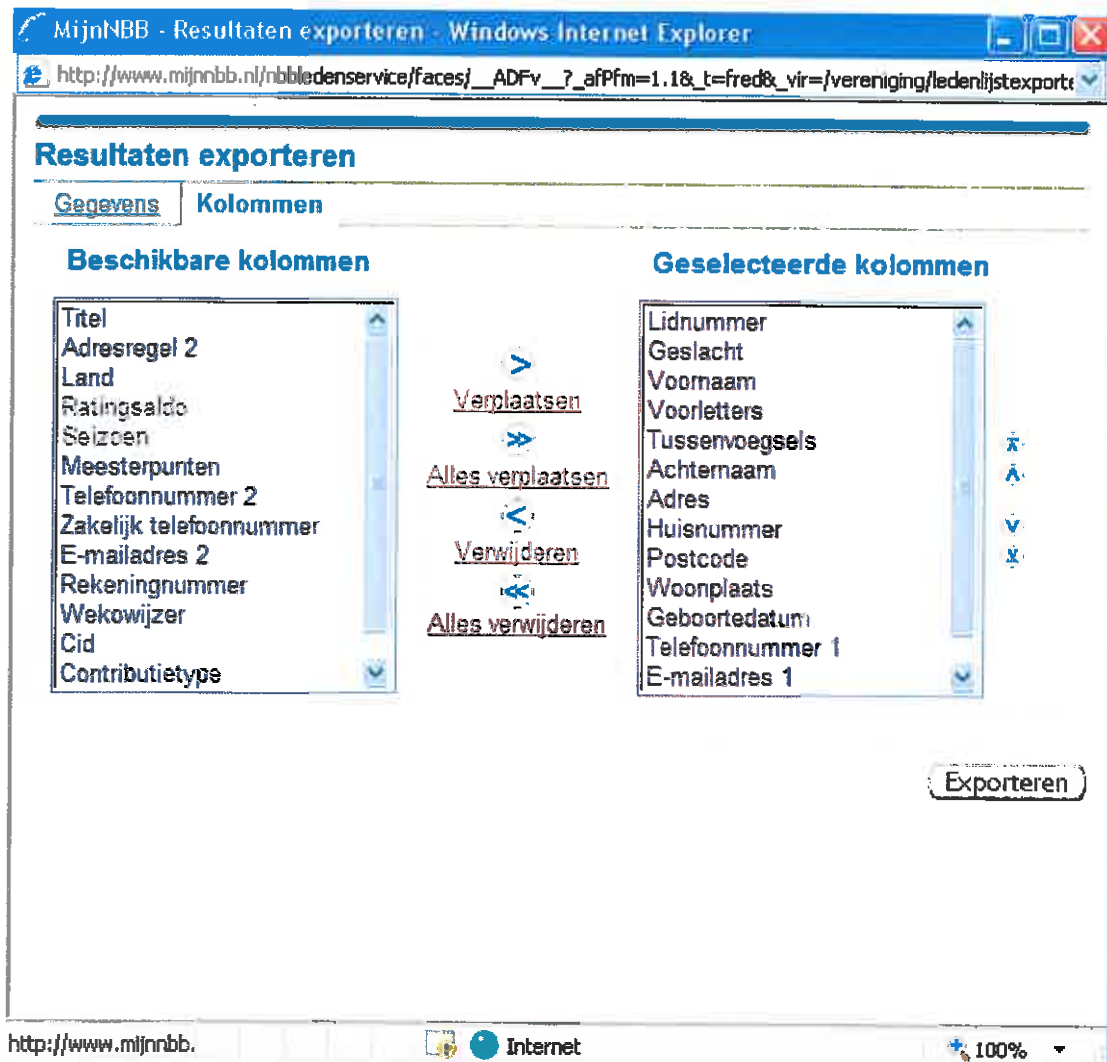 MijnNBB - Resultaten exporteren - Windows Internet Explorer
http://www.mijnnbb.nl/nbbledenservice/faces/__ADFv__?_afPfm=1.1&_t=fred&_vir=/vereniging/ledenlijstexporte
Resultaten exporteren
Gegevens Kolommen
Beschikbare kolommen
Titel
Adresregel 2
Land
Ratingsaldo
Seizoen
Meesterpunten
Telefoonnummer 2
Zakelijk telefoonnummer
E-mailadres 2
Rekeningnummer
Wekowijzer
Cid
Contributietype
>
Verplaatsen
>>
Alles verplaatsen
<
Verwijderen
<<
Alles verwijderen
Geselecteerde kolommen
Lidnummer
Geslacht
Voornaam
Voorletters
Tussenvoegsels
Achternaam
Adres
Huisnummer
Postcode
Woonplaats
Geboortedatum
Telefoonnummer 1
E-mailadres 1
Exporteren
http://www.mijnnbb. Internet 100%